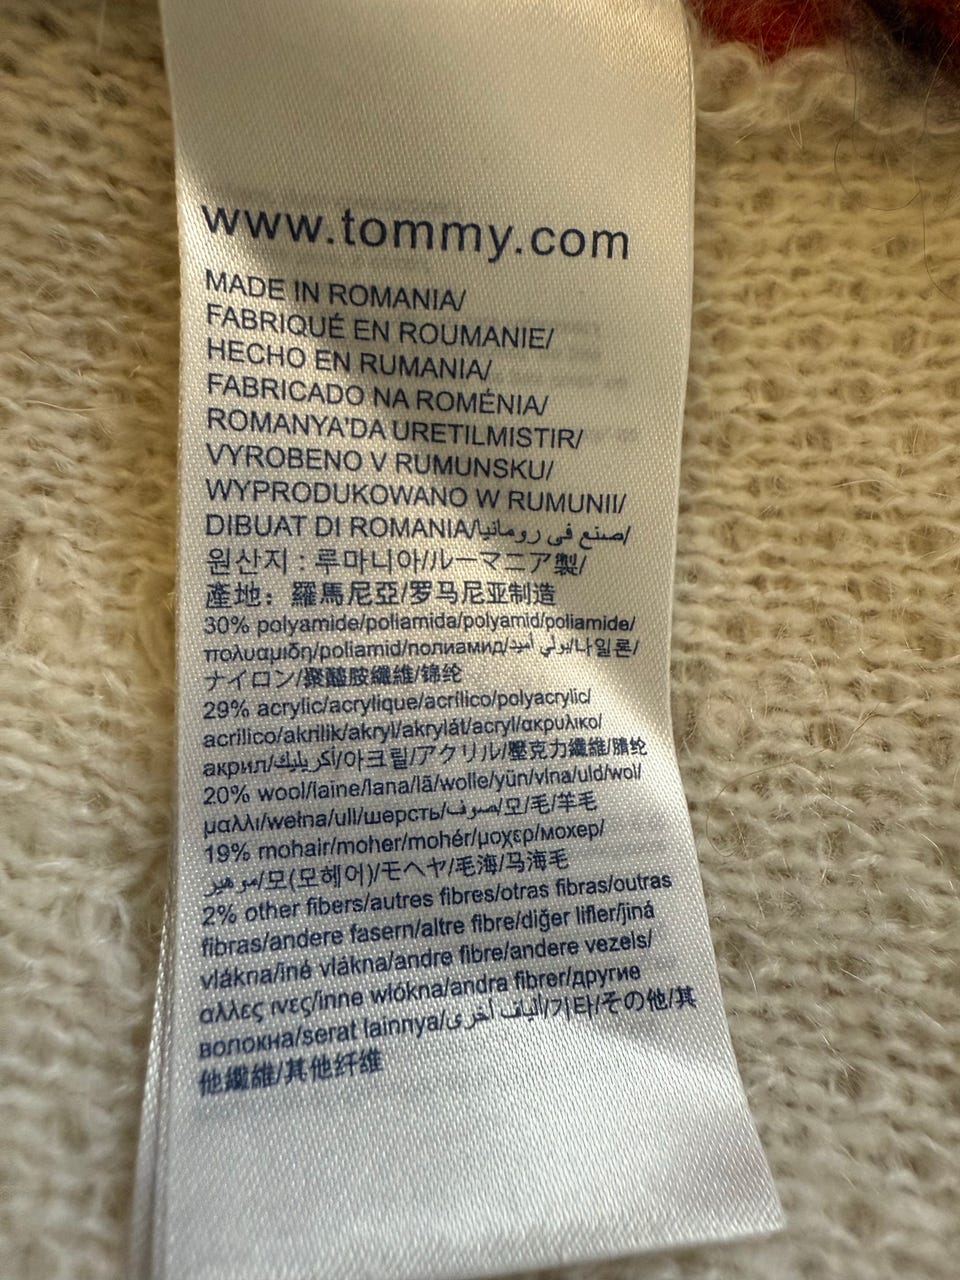 www.tommy.com
MADE IN ROMANIA/
FABRIQUÉ EN ROUMANIE/
HECHO EN RUMANIA/
FABRICADO NA ROMÉNIA/
ROMANYA'DA URETILMISTIR/
VYROBENO V RUMUNSKU/
WYPRODUKOWANO W RUMUNII/
DIBUAT DI ROMANIA/صنع في رومانيا/
원산지 : 루마니아/ルーマニア製/
產地: 羅馬尼亞/罗马尼亚制造
30% polyamide/poliamida/polyamid/poliamide/
πολυαμιδη/poliamid/полиамид/بولي أميد/나일론/
ナイロン/聚醯胺纖維/锦纶
29% acrylic/acrylique/acrílico/polyacrylic/
acrilico/akrilik/akryl/akrylát/acryl/ακρυλικο/
акрил/أكريليك/아크릴/アクリル/壓克力纖維/腈纶
20% wool/laine/lana/lã/wolle/yün/vlna/uld/wol/
μαλλι/wełna/ull/шерсть/صوف/모/毛/羊毛
19% mohair/moher/mohér/μοχερ/мохер/
موهير/모(모헤어)/モヘヤ/毛海/马海毛
2% other fibers/autres fibres/otras fibras/outras
fibras/andere fasern/altre fibre/diğer lifler/jiná
vlákna/iné vlákna/andre fibre/andere vezels/
αλλες ινες/inne włókna/andra fibrer/другие
волокна/serat lainnya/ألياف أخرى/기타/その他/其
他纖維/其他纤维